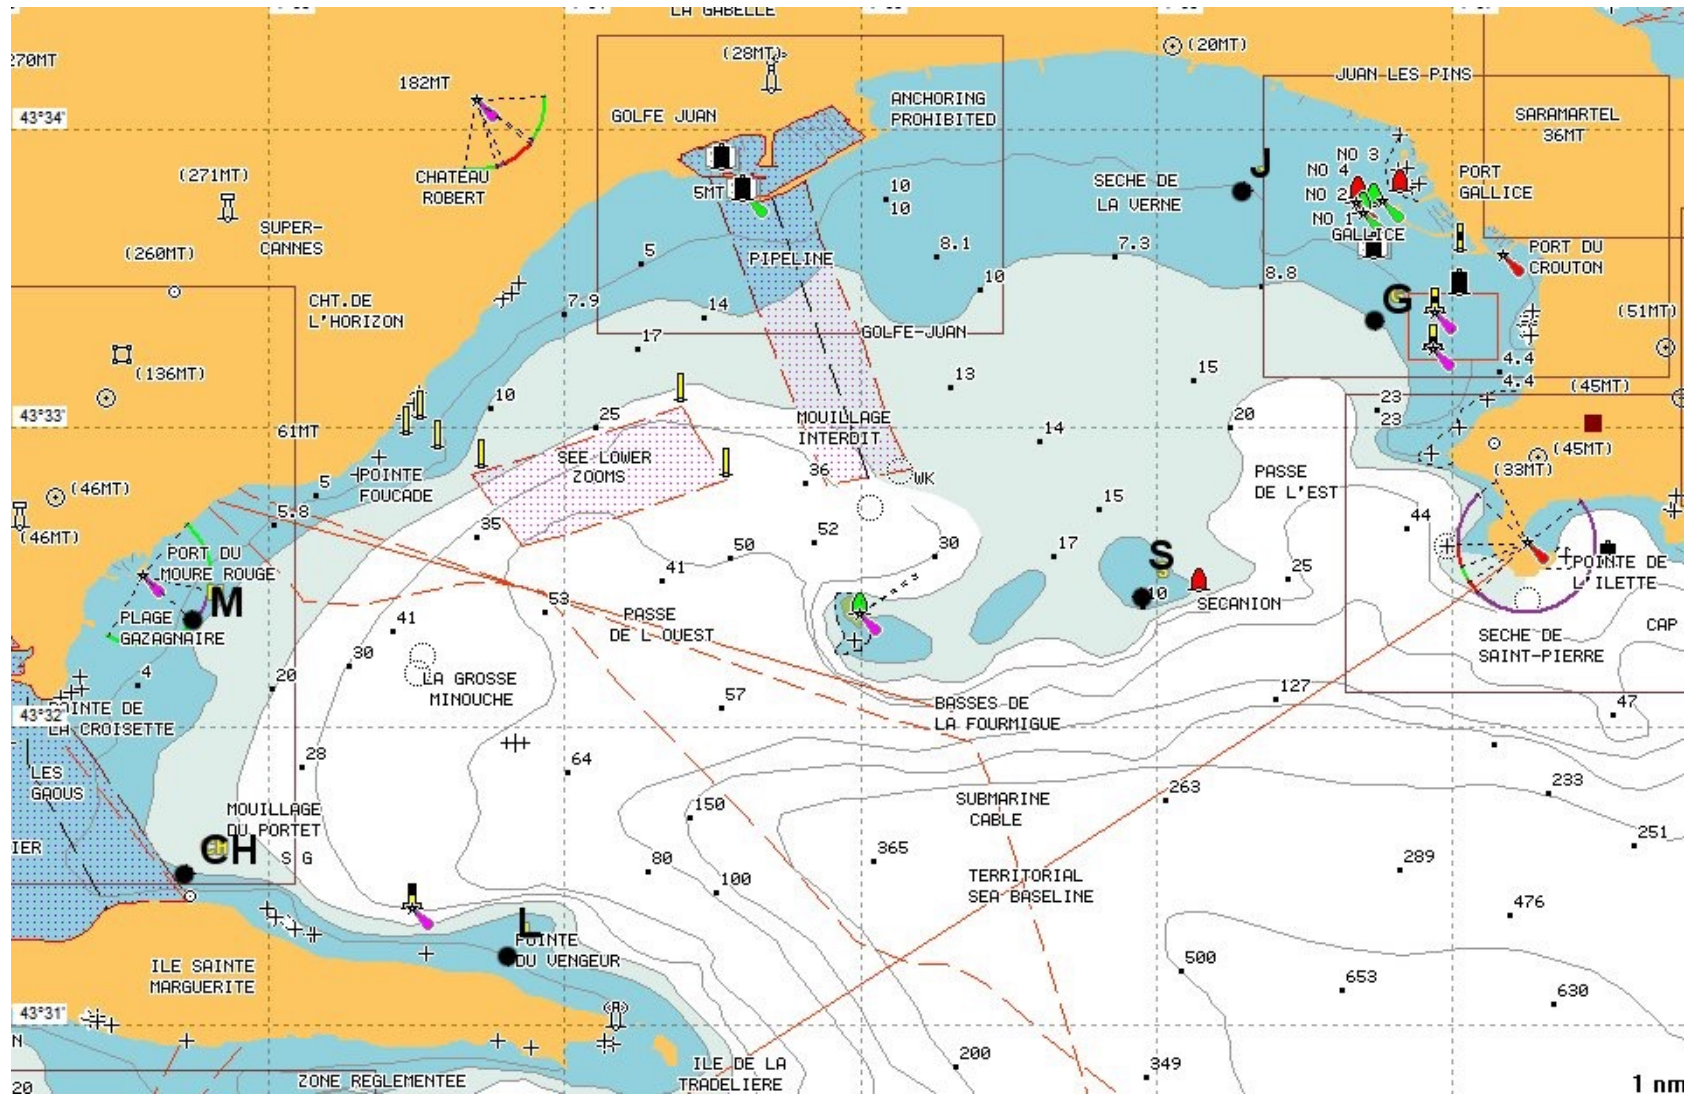 LA GABELLE
(20MT)
270MT
(28MT)
182MT
JUAN LES PINS
ANCHORING
PROHIBITED
GOLFE JUAN
43°34'
SARAMARTEL
36MT
NO 3
NO 4
J
CHATEAU
ROBERT
(271MT)
5MT
10
10
SECHE DE
LA VERNE
PORT
GALLICE
NO 2
NO 1
GALLICE
SUPER-
CANNES
(260MT)
5
PIPELINE
8.1
7.3
PORT DU
CROUTON
8.8
10
G
CHT.DE
L'HORIZON
7.9
14
GOLFE-JUAN
(51MT)
17
(136MT)
13
15
4.4
4.4
(45MT)
10
25
23
23
20
43°33'
61MT
MOUILLAGE
INTERDIT
14
(45MT)
SEE LOWER
ZOOMS
36
WK
PASSE
DE L'EST
(33MT)
POINTE
FOUCADE
5
(46MT)
15
5.8
35
52
44
(46MT)
50
30
17
S
PORT DU
MOURE ROUGE
41
25
POINTE DE
L'ILETTE
M
10
SECANION
PLAGE
GAZAGNAIRE
53
PASSE
DE L OUEST
41
SECHE DE
SAINT-PIERRE
CAP
30
4
20
LA GROSSE
MINOUCHE
57
127
47
BASSES DE
LA FOURMIGUE
43°32'
POINTE DE
LA CROISETTE
28
64
LES
GAOUS
233
150
SUBMARINE
CABLE
263
MOUILLAGE
DU PORTET
251
IER
CH
S G
80
365
289
100
TERRITORIAL
SEA BASELINE
476
L
POINTE
DU VENGEUR
ILE SAINTE
MARGUERITE
500
653
630
43°31'
N
200
ILE DE LA
TRADELIERE
349
ZONE REGLEMENTEE
20
1 nm